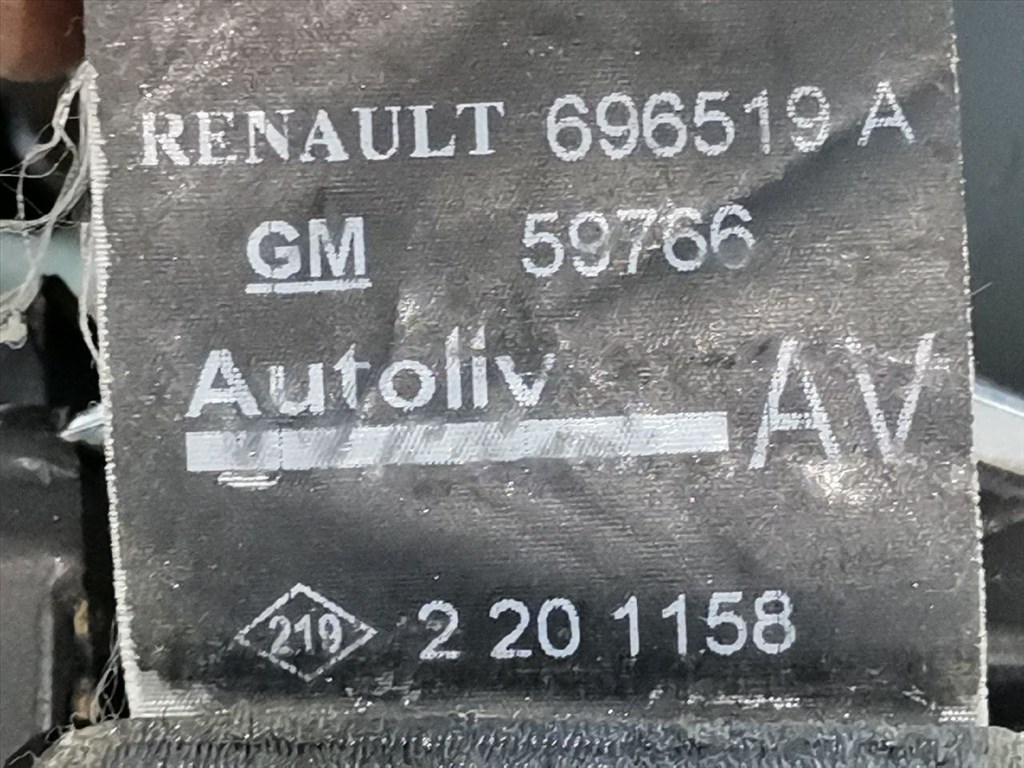 RENAULT 696519 A
GM 59766
Autoliv AV
219 2 20 1158